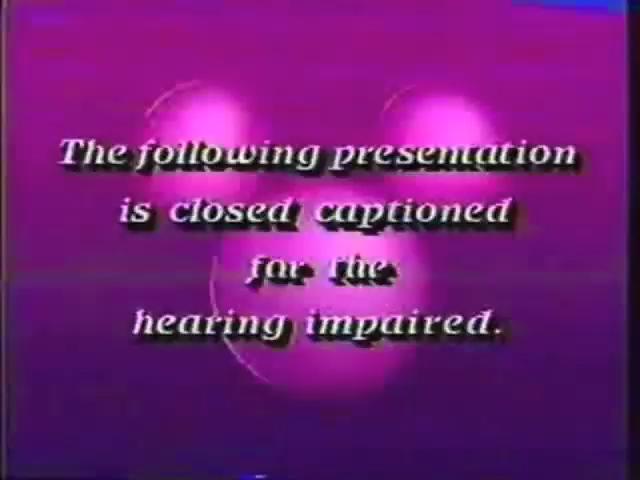 The following presentation
is closed captioned
for the
hearing impaired.